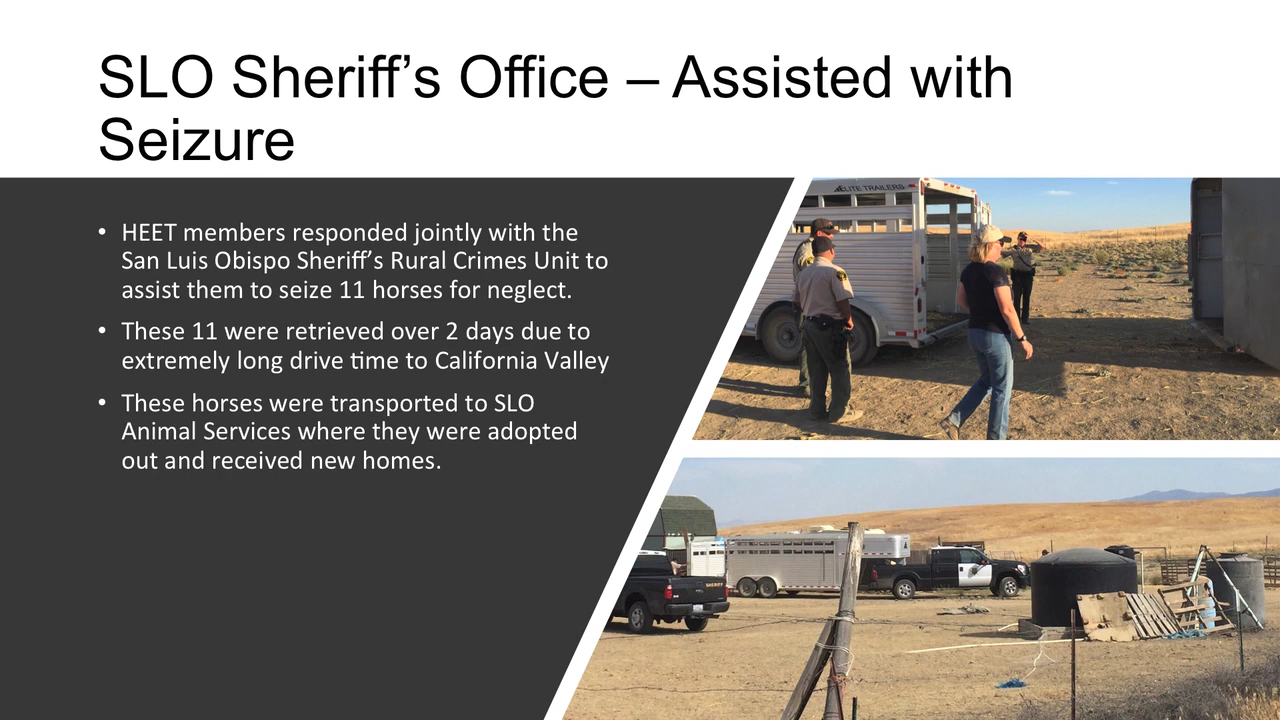 SLO Sheriff’s Office – Assisted with
Seizure
• HEET members responded jointly with the
San Luis Obispo Sheriff’s Rural Crimes Unit to
assist them to seize 11 horses for neglect.
• These 11 were retrieved over 2 days due to
extremely long drive time to California Valley
• These horses were transported to SLO
Animal Services where they were adopted
out and received new homes.
ELITE TRAILERS
SHERIFF